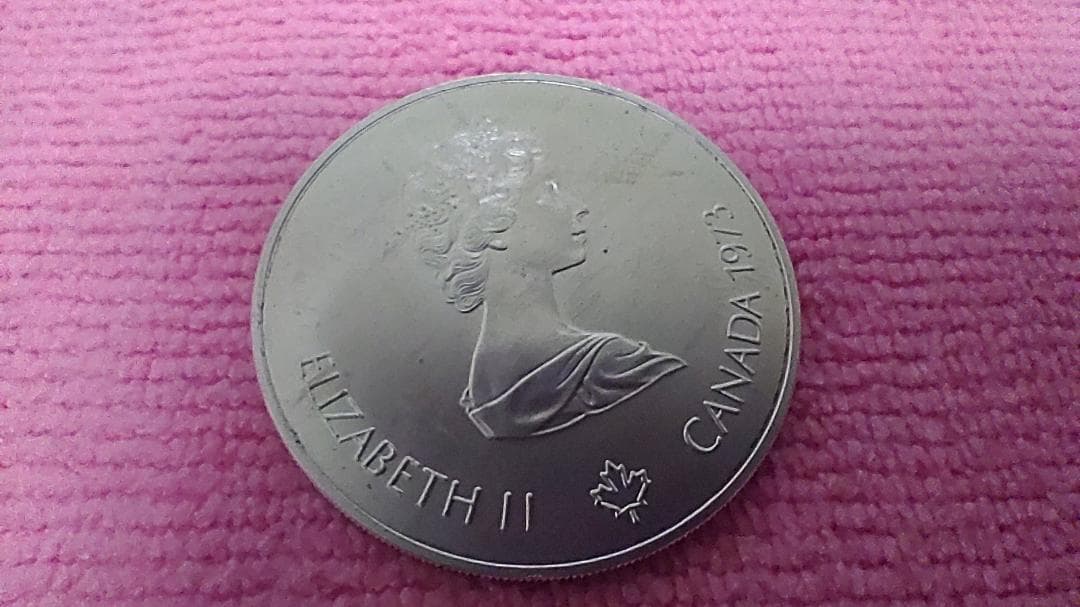 ELIZABETH II
CANADA 1973